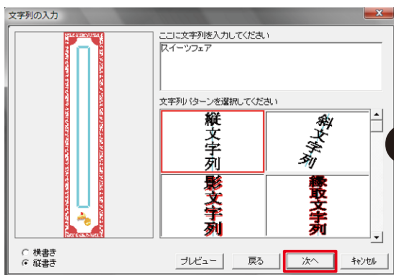 文字列の入力
ここに文字列を入力してください
スイーツフェア
文字列パターンを選択してください
縦文字列
斜文字列
影文字列
縁取文字列
横書き
縦書き
プレビュー
戻る
次へ
キャンセル